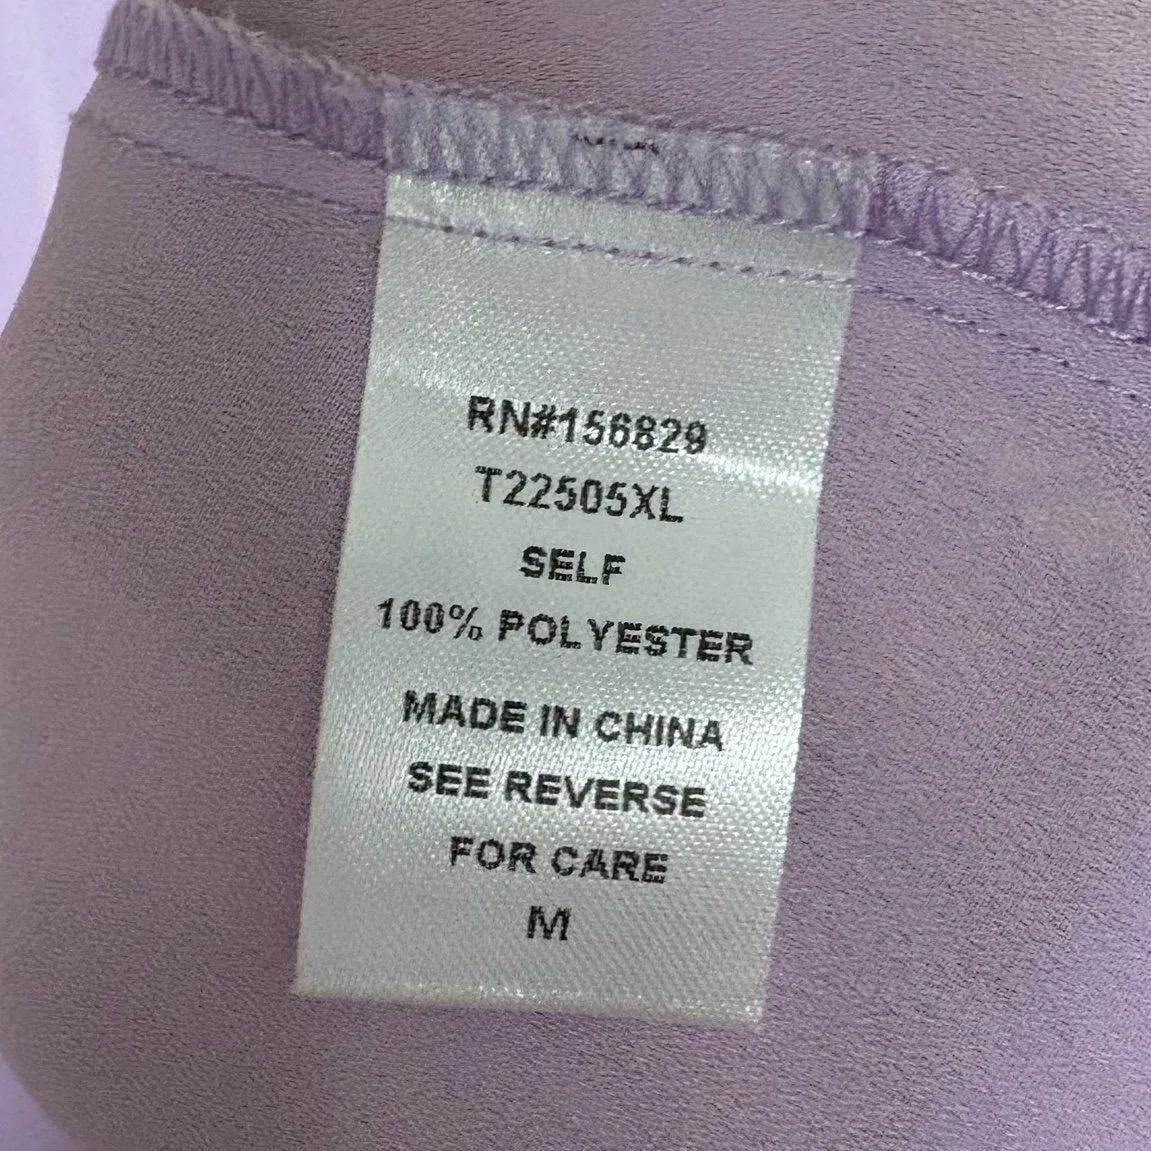 RN#156829
T22505XL
SELF
100% POLYESTER
MADE IN CHINA
SEE REVERSE
FOR CARE
M